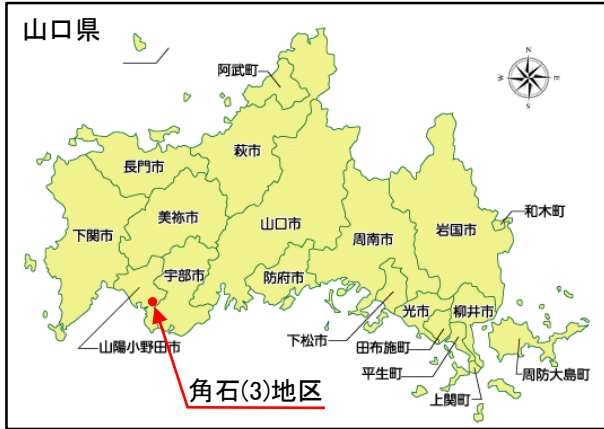 山口県
阿武町
N
W
E
S
萩市
長門市
美祢市
山口市
下関市
周南市
岩国市
和木町
宇部市
防府市
光市
柳井市
下松市
田布施町
山陽小野田市
平生町
周防大島町
上関町
角石(3)地区